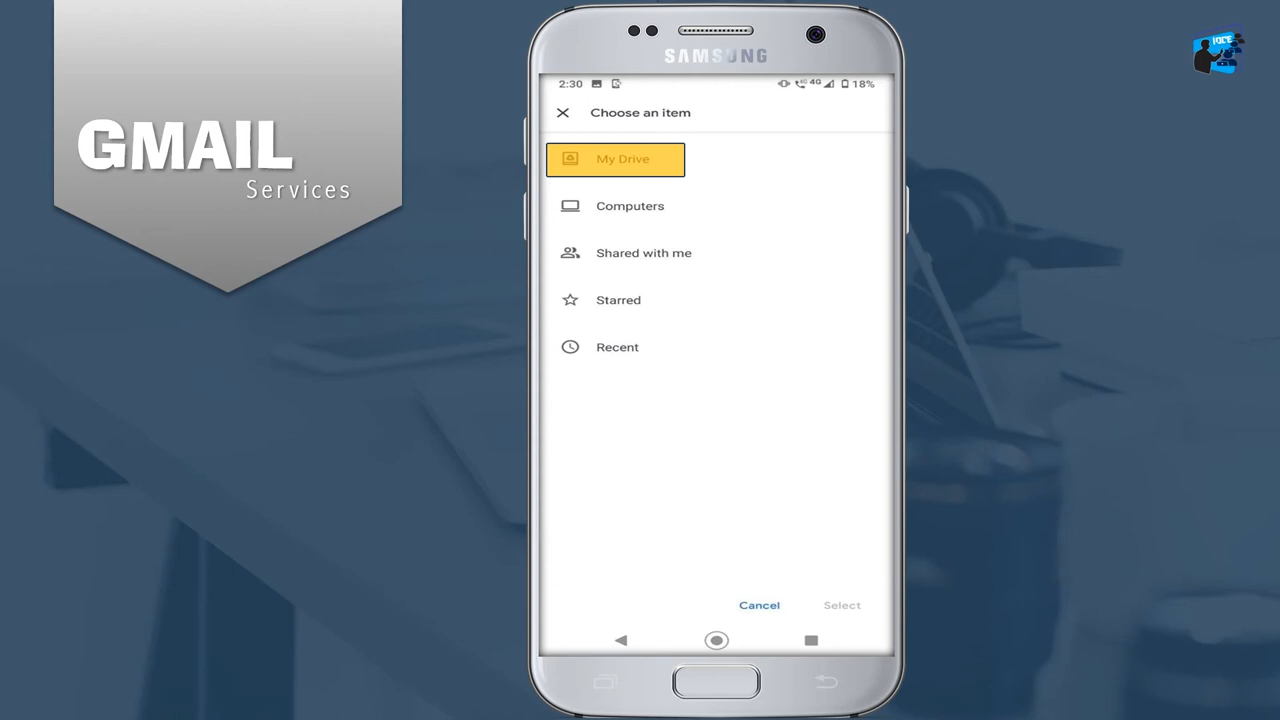 GMAIL
Services
IOCE
SAMSUNG
2:30
4G 18%
Choose an item
My Drive
Computers
Shared with me
Starred
Recent
Cancel
Select